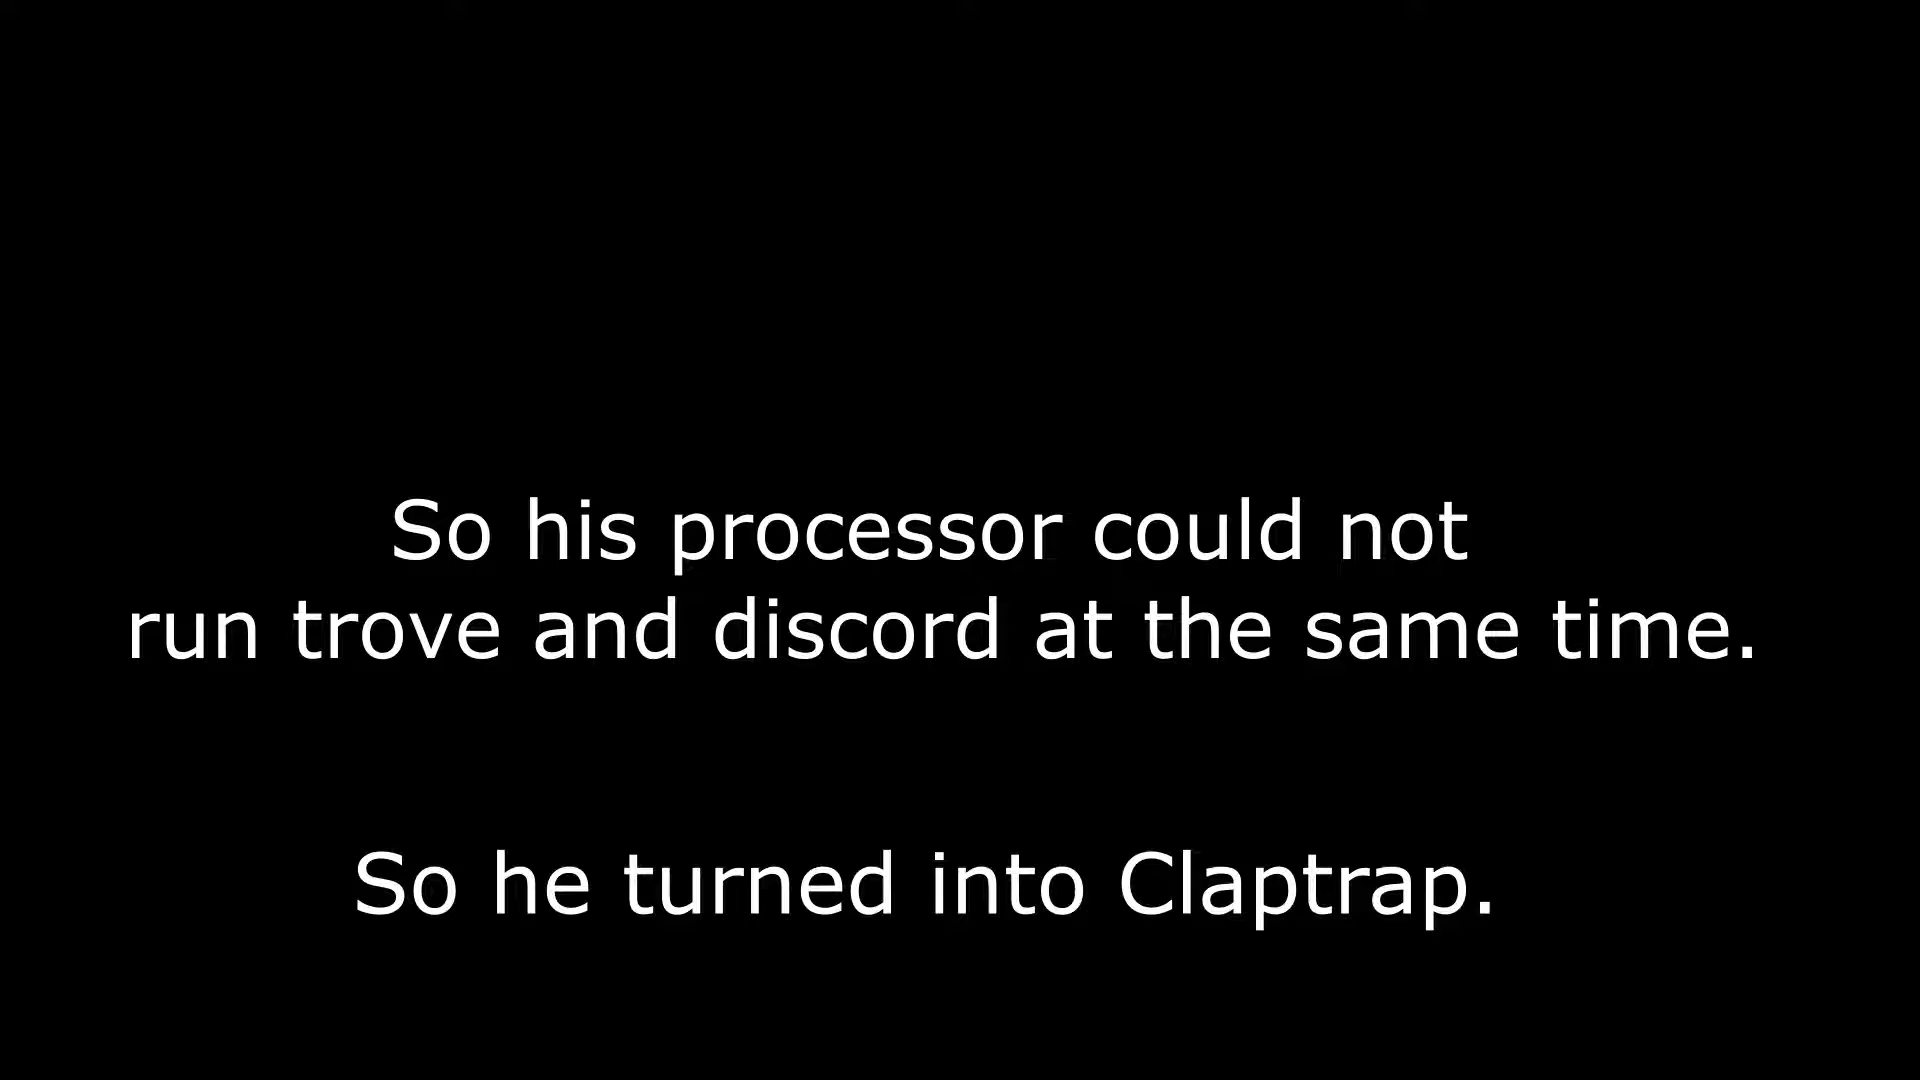 So his processor could not
run trove and discord at the same time.
So he turned into Claptrap.